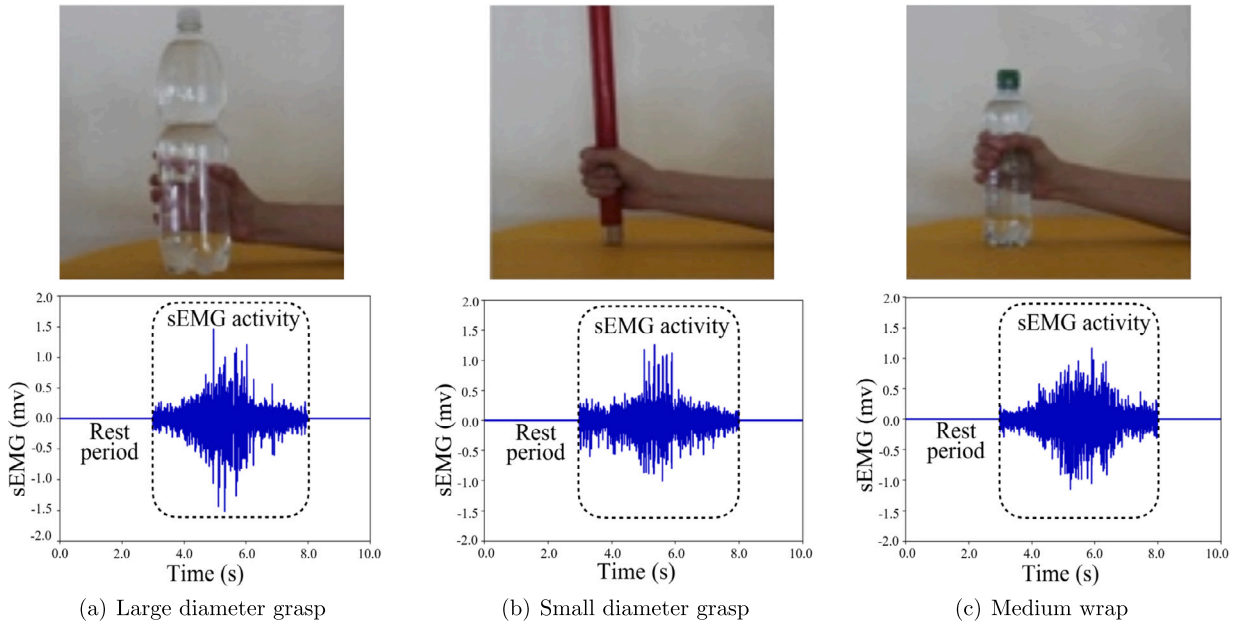 2.0
1.5
1.0
0.5
0.0
-0.5
-1.0
-1.5
-2.0
sEMG (mv)
sEMG activity
Rest
period
0.0 2.0 4.0 6.0 8.0 10.0
Time (s)
(a) Large diameter grasp
2.0
1.5
1.0
0.5
0.0
-0.5
-1.0
-1.5
-2.0
sEMG (mv)
sEMG activity
Rest
period
0.0 2.0 4.0 6.0 8.0 10.0
Time (s)
(b) Small diameter grasp
2.0
1.5
1.0
0.5
0.0
-0.5
-1.0
-1.5
-2.0
sEMG (mv)
sEMG activity
Rest
period
0.0 2.0 4.0 6.0 8.0 10.0
Time (s)
(c) Medium wrap